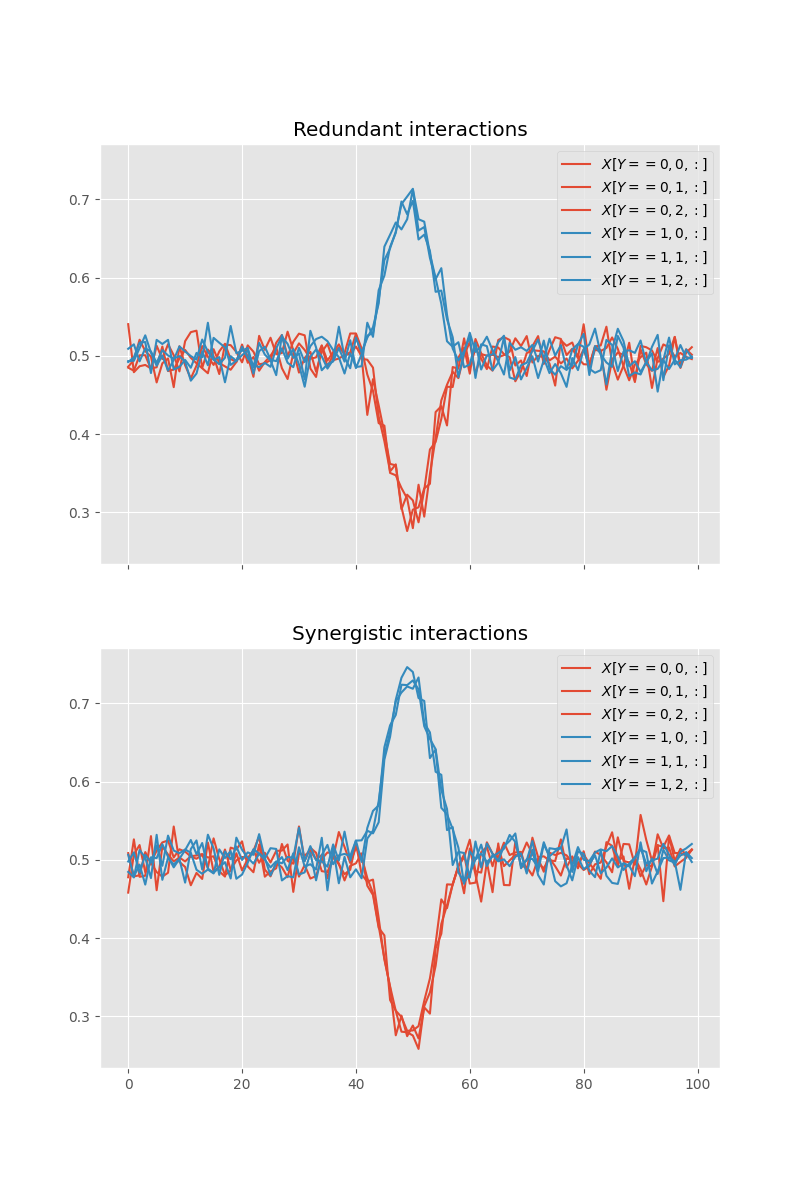 Redundant interactions
X[Y==0,0,:]
X[Y==0,1,:]
X[Y==0,2,:]
X[Y==1,0,:]
X[Y==1,1,:]
X[Y==1,2,:]
0.7
0.6
0.5
0.4
0.3
Synergistic interactions
X[Y==0,0,:]
X[Y==0,1,:]
X[Y==0,2,:]
X[Y==1,0,:]
X[Y==1,1,:]
X[Y==1,2,:]
0.7
0.6
0.5
0.4
0.3
0 20 40 60 80 100